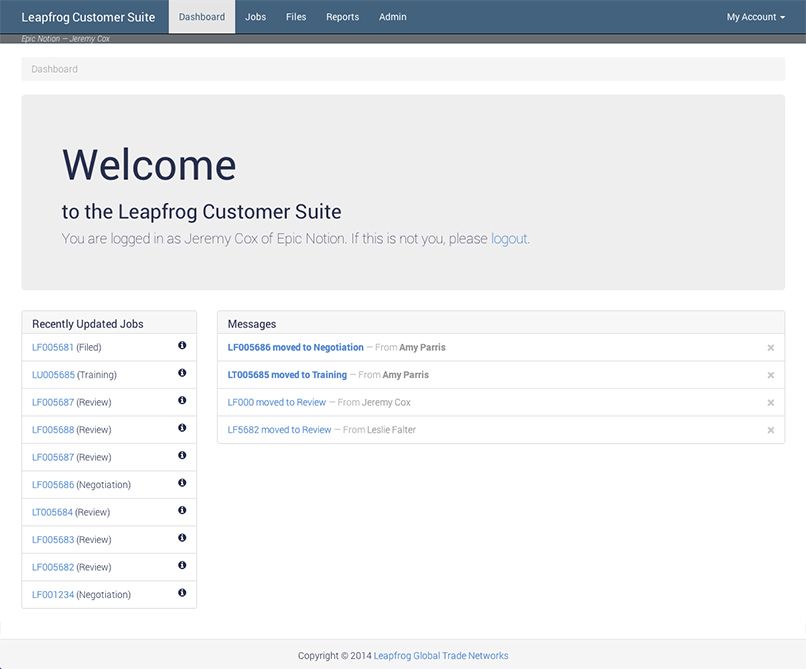 Leapfrog Customer Suite Dashboard Jobs Files Reports Admin My Account
Epic Notion — Jeremy Cox
Dashboard
Welcome
to the Leapfrog Customer Suite
You are logged in as Jeremy Cox of Epic Notion. If this is not you, please logout.
Recently Updated Jobs
LF005681 (Filed)
LU005685 (Training)
LF005687 (Review)
LF005688 (Review)
LF005687 (Review)
LF005686 (Negotiation)
LT005684 (Review)
LF005683 (Review)
LF005682 (Review)
LF001234 (Negotiation)
Messages
LF005686 moved to Negotiation — From Amy Parris
LT005685 moved to Training — From Amy Parris
LF000 moved to Review — From Jeremy Cox
LF5682 moved to Review — From Leslie Falter
Copyright © 2014 Leapfrog Global Trade Networks